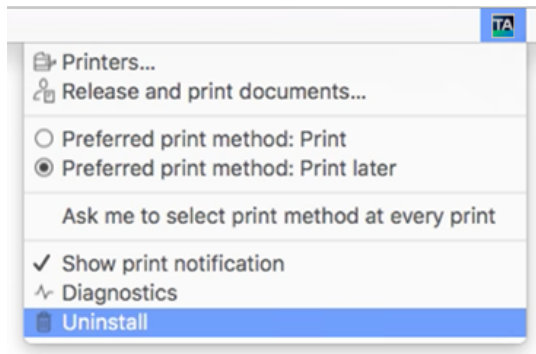 TA
Printers...
Release and print documents...
Preferred print method: Print
Preferred print method: Print later
Ask me to select print method at every print
Show print notification
Diagnostics
Uninstall